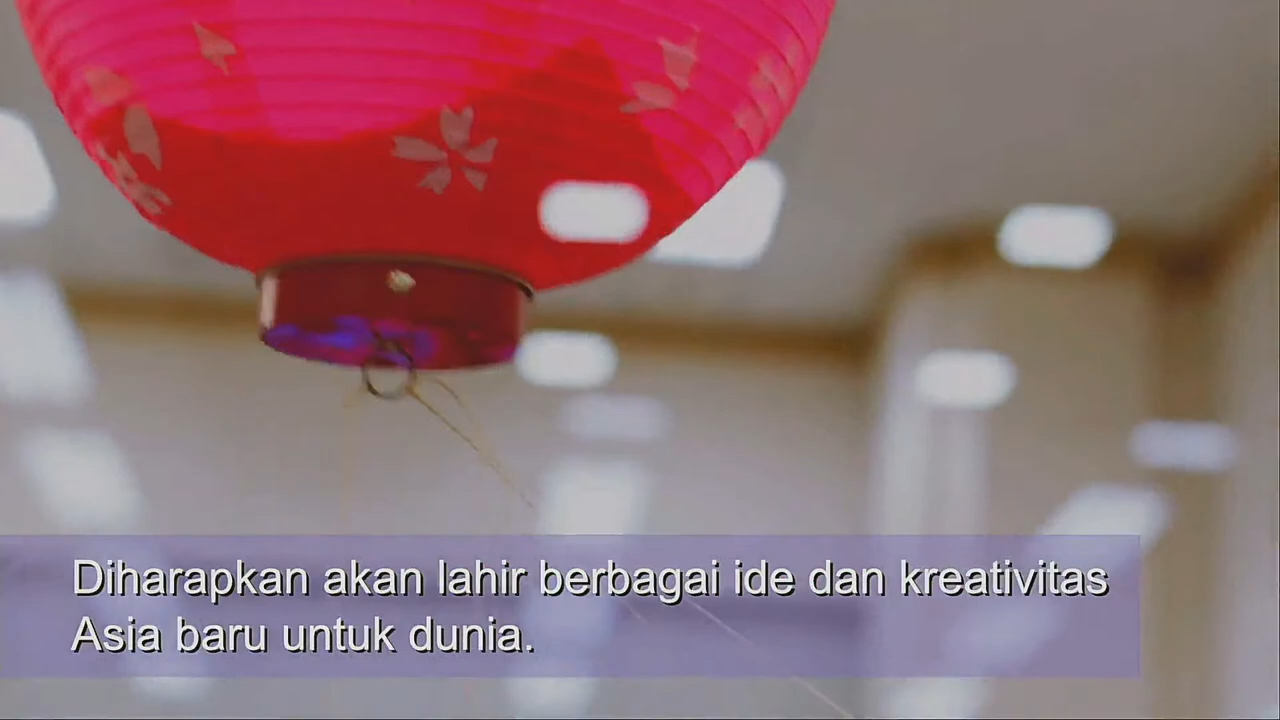 Diharapkan akan lahir berbagai ide dan kreativitas
Asia baru untuk dunia.